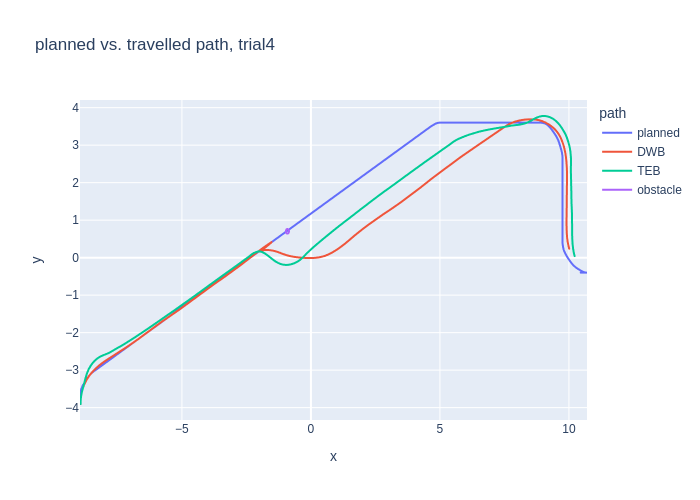 planned vs. travelled path, trial4
path
planned
DWB
TEB
obstacle
4
3
2
1
0
−1
−2
−3
−4
y
−5
0
5
10
x